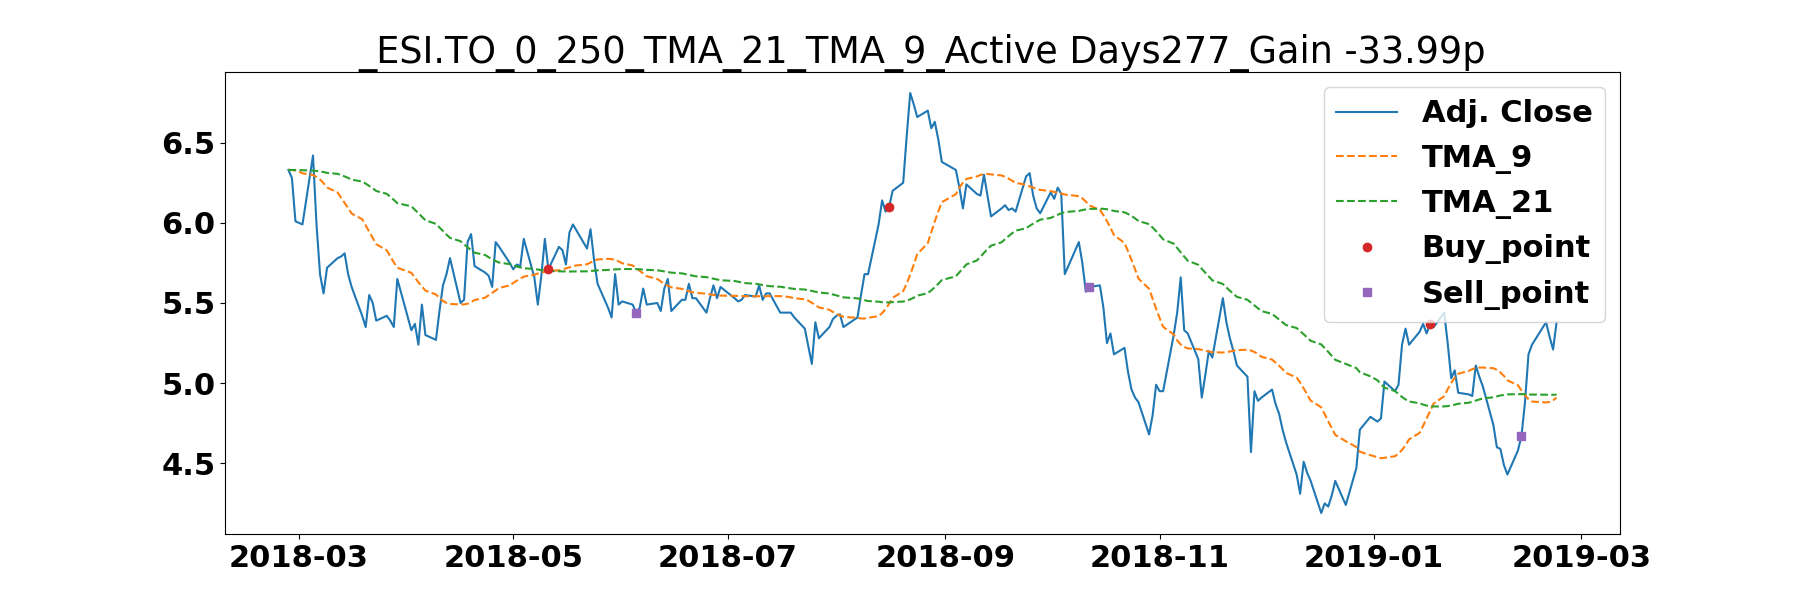 _ESI.TO_0_250_TMA_21_TMA_9_Active Days277_Gain -33.99p
Adj. Close
TMA_9
TMA_21
Buy_point
Sell_point
6.5
6.0
5.5
5.0
4.5
2018-03 2018-05 2018-07 2018-09 2018-11 2019-01 2019-03